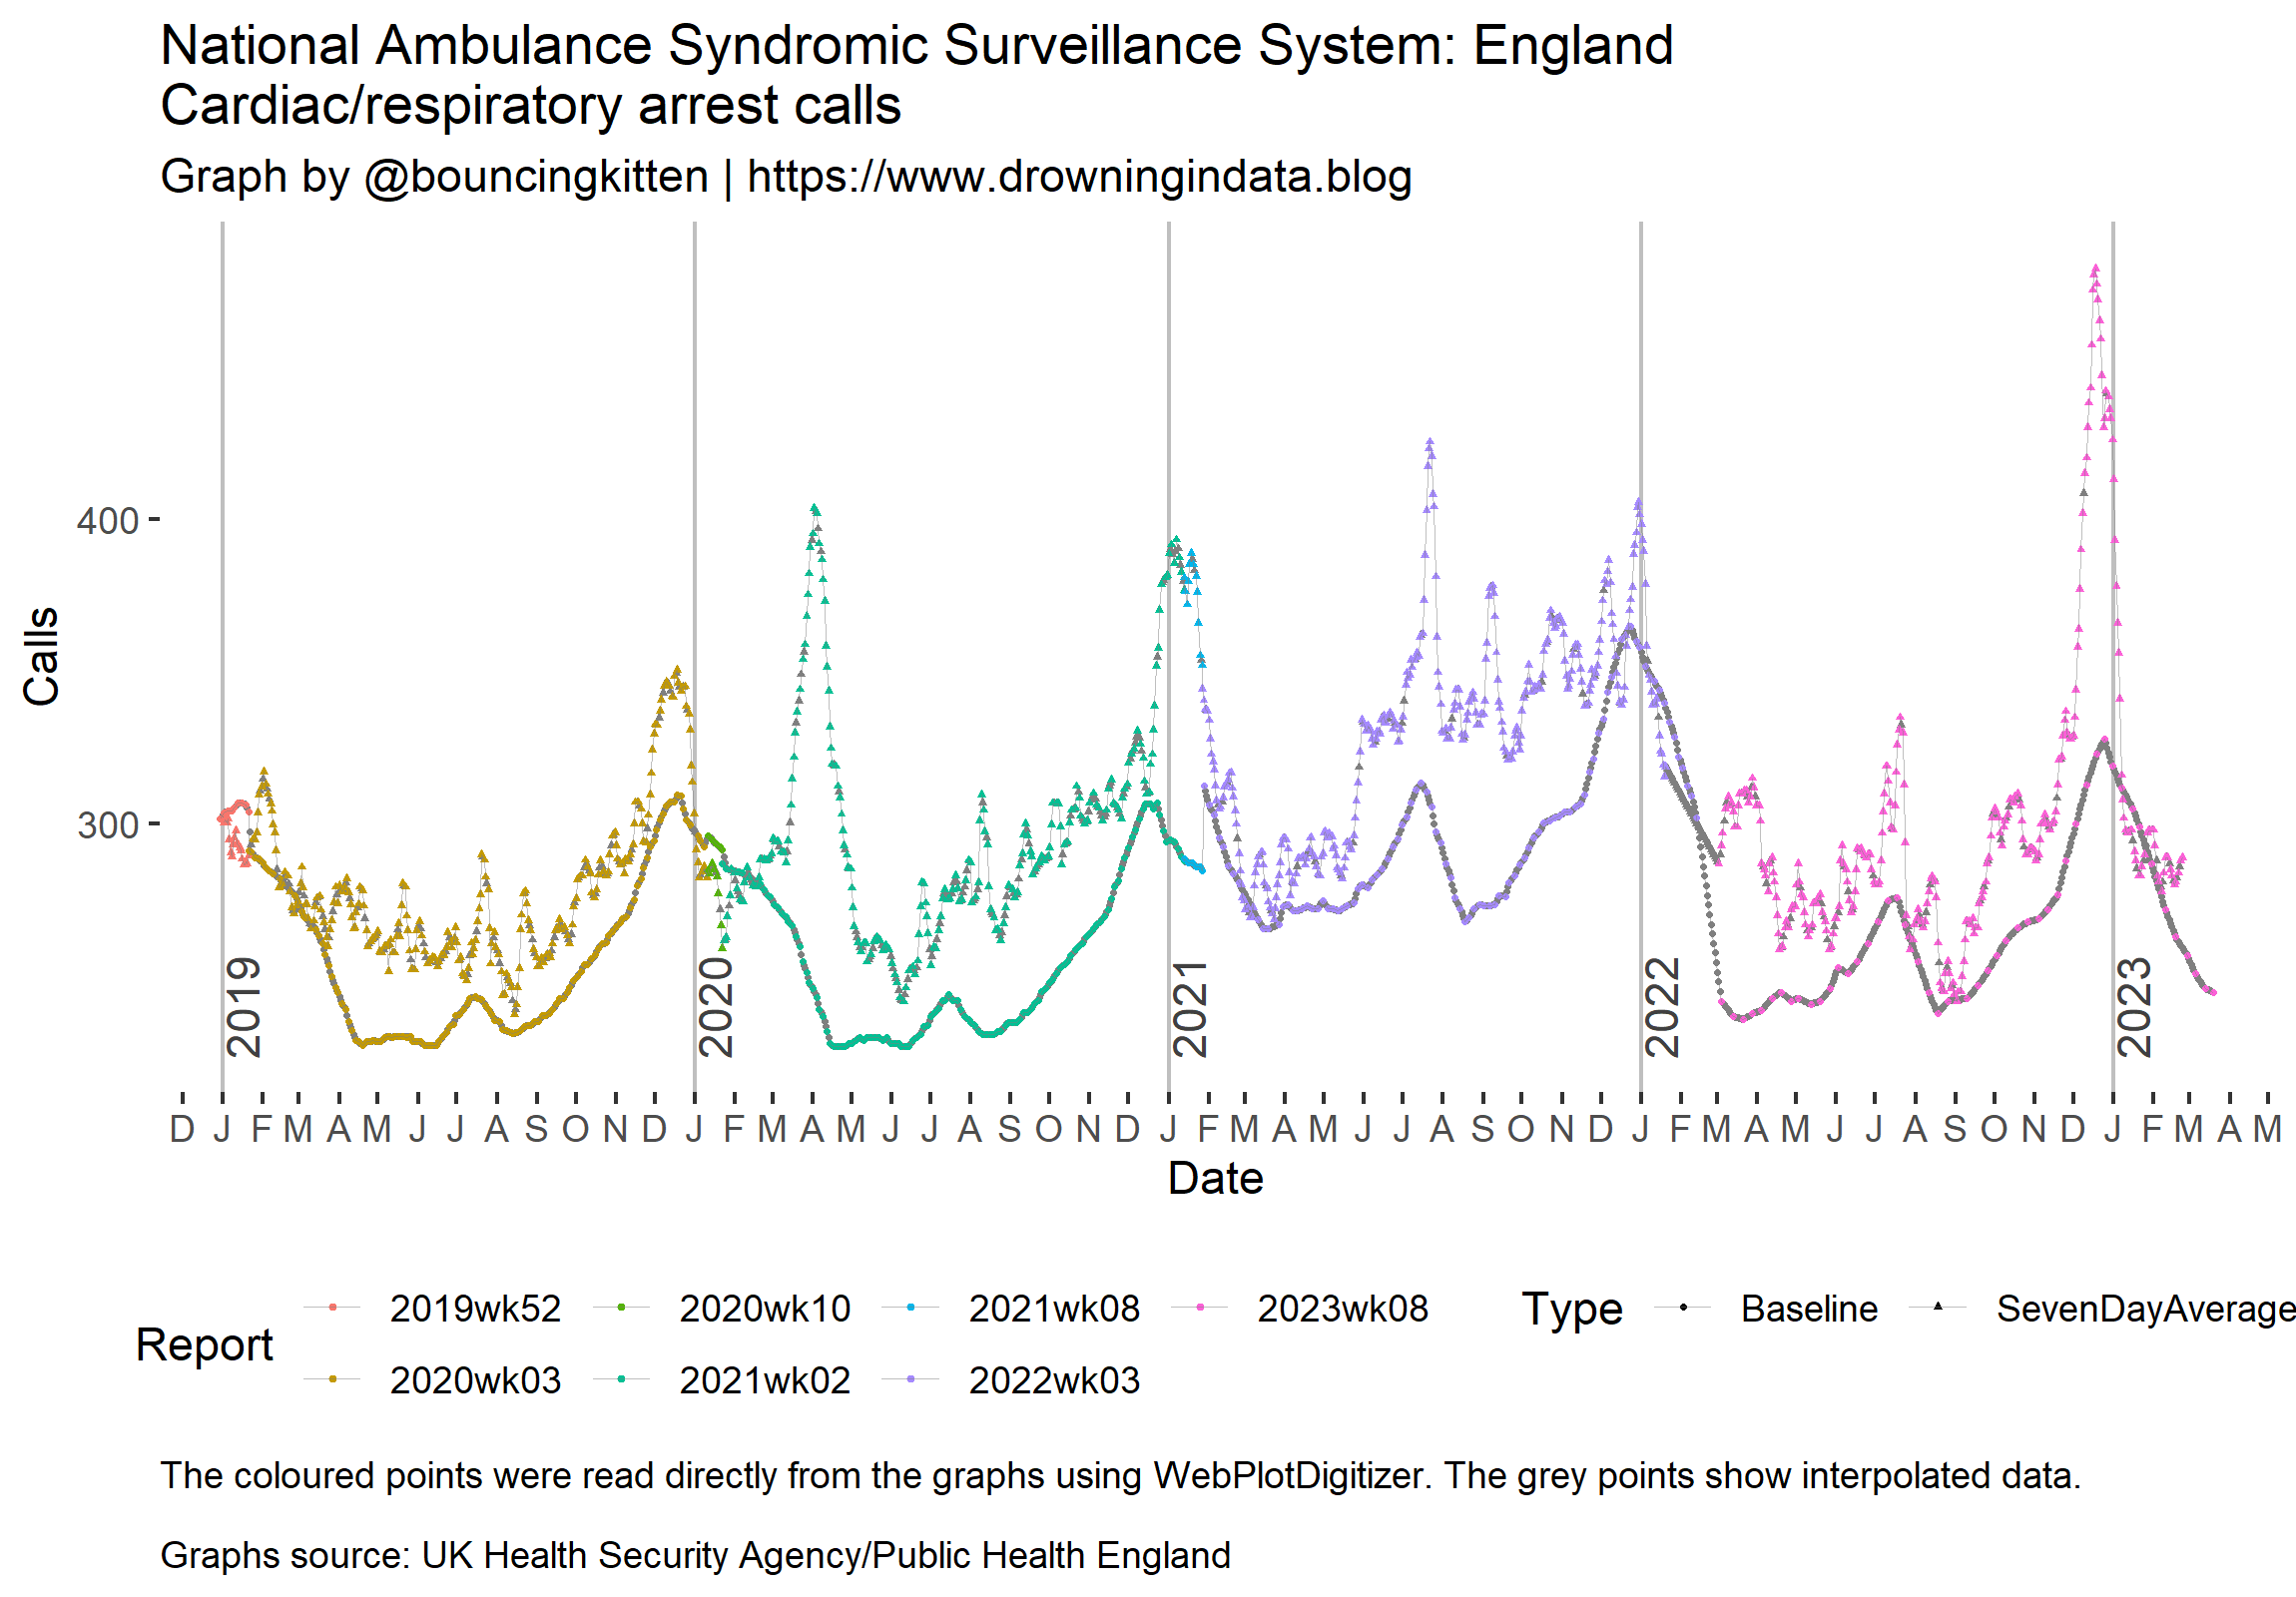 National Ambulance Syndromic Surveillance System: England
Cardiac/respiratory arrest calls
Graph by @bouncingkitten | https://www.drowningindata.blog
Calls
400
300
2019
2020
2021
2022
2023
D J F M A M J J A S O N D J F M A M J J A S O N D J F M A M J J A S O N D J F M A M J J A S O N D J F M A M
Date
Report
2019wk52 2020wk10 2021wk08 2023wk08
2020wk03 2021wk02 2022wk03
Type Baseline SevenDayAverage
The coloured points were read directly from the graphs using WebPlotDigitizer. The grey points show interpolated data.
Graphs source: UK Health Security Agency/Public Health England